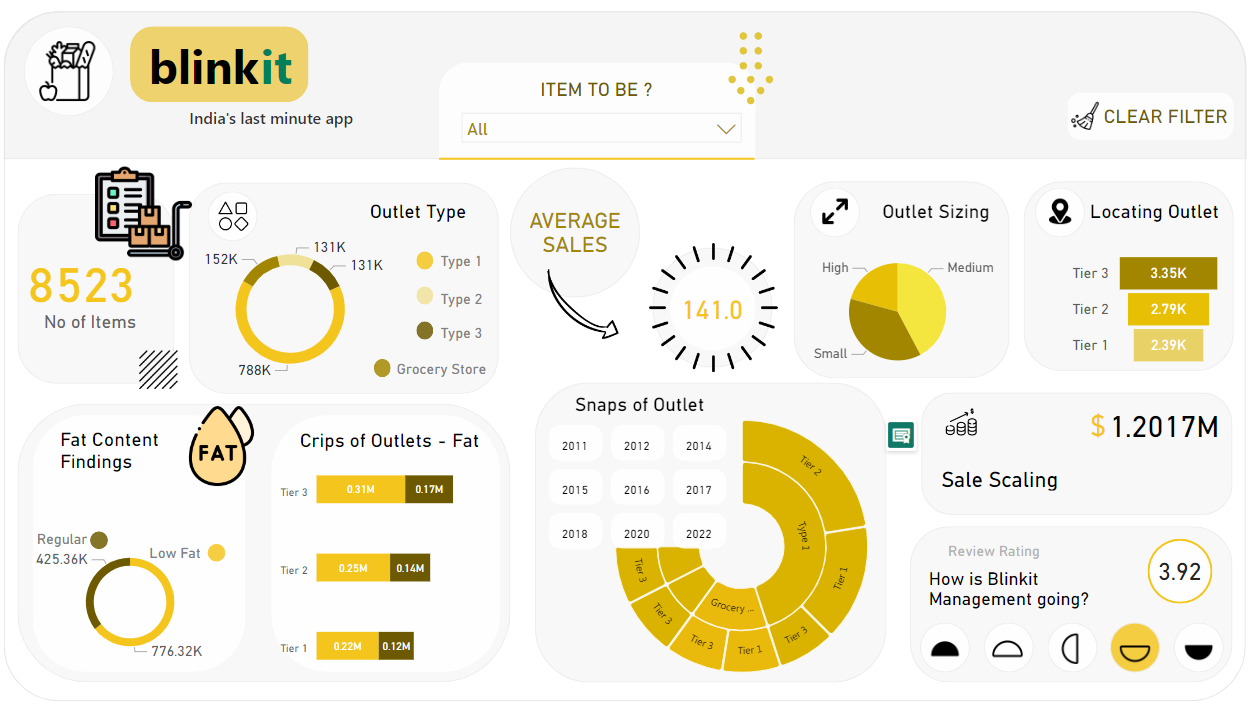 blinkit
India's last minute app
ITEM TO BE ?
All
CLEAR FILTER
8523
No of Items
Outlet Type
152K
131K
131K
788K
Type 1
Type 2
Type 3
Grocery Store
AVERAGE
SALES
141.0
Outlet Sizing
High
Medium
Small
Locating Outlet
Tier 3
3.35K
Tier 2
2.79K
Tier 1
2.39K
Fat Content
Findings
FAT
Regular
425.36K
Low Fat
776.32K
Crips of Outlets - Fat
Tier 3
0.31M
0.17M
Tier 2
0.25M
0.14M
Tier 1
0.22M
0.12M
Snaps of Outlet
2011
2012
2014
2015
2016
2017
2018
2020
2022
Tier 2
Type 1
Tier 1
Tier 3
Grocery ...
Tier 1
Tier 3
Tier 3
Tier 3
$ 1.2017M
Sale Scaling
Review Rating
How is Blinkit
Management going?
3.92